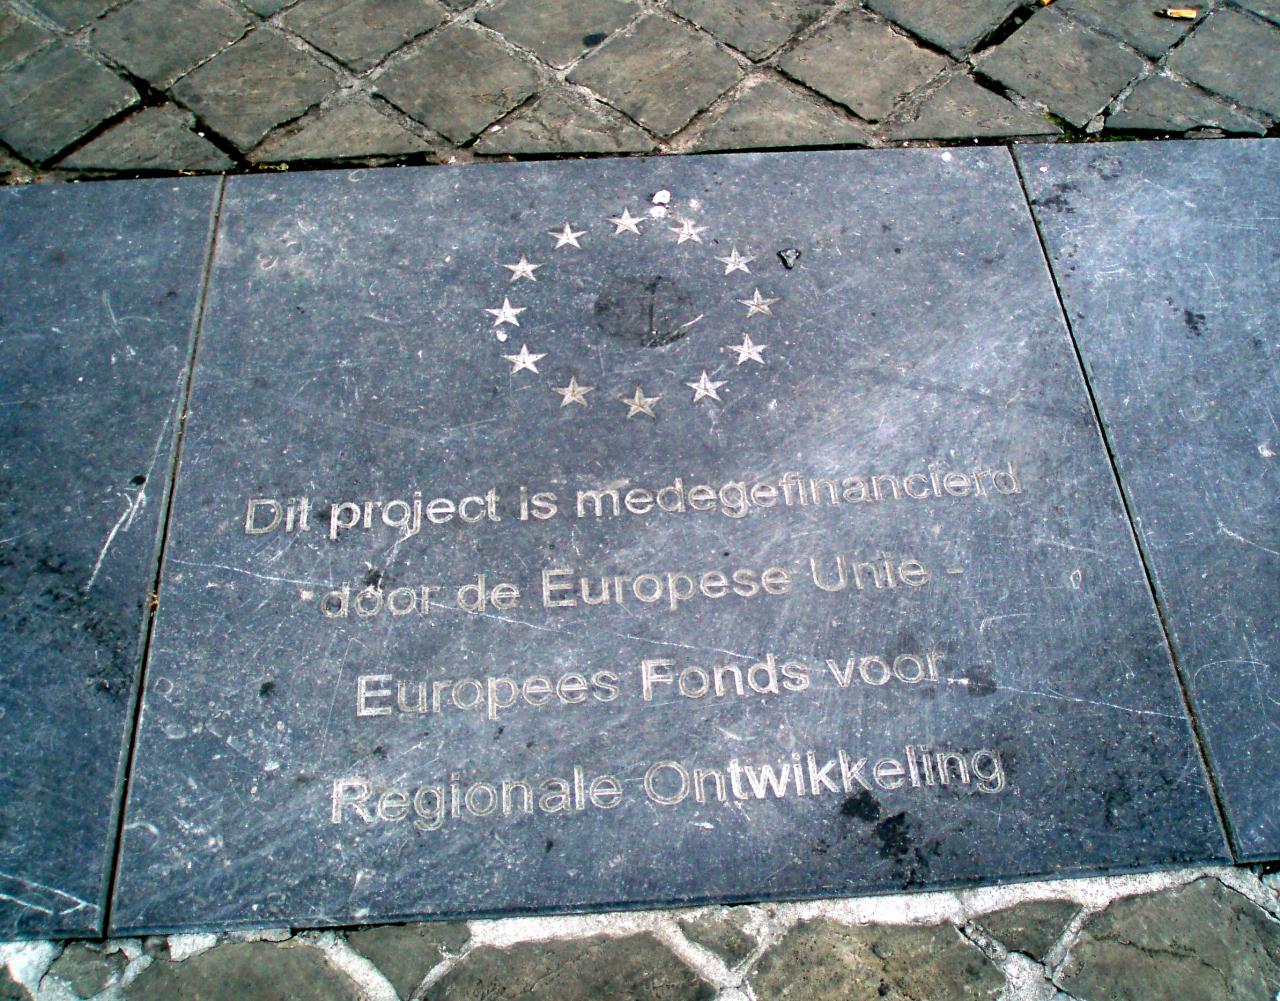 Dit project is medegefinancierd
door de Europese Unie -
Europees Fonds voor
Regionale Ontwikkeling